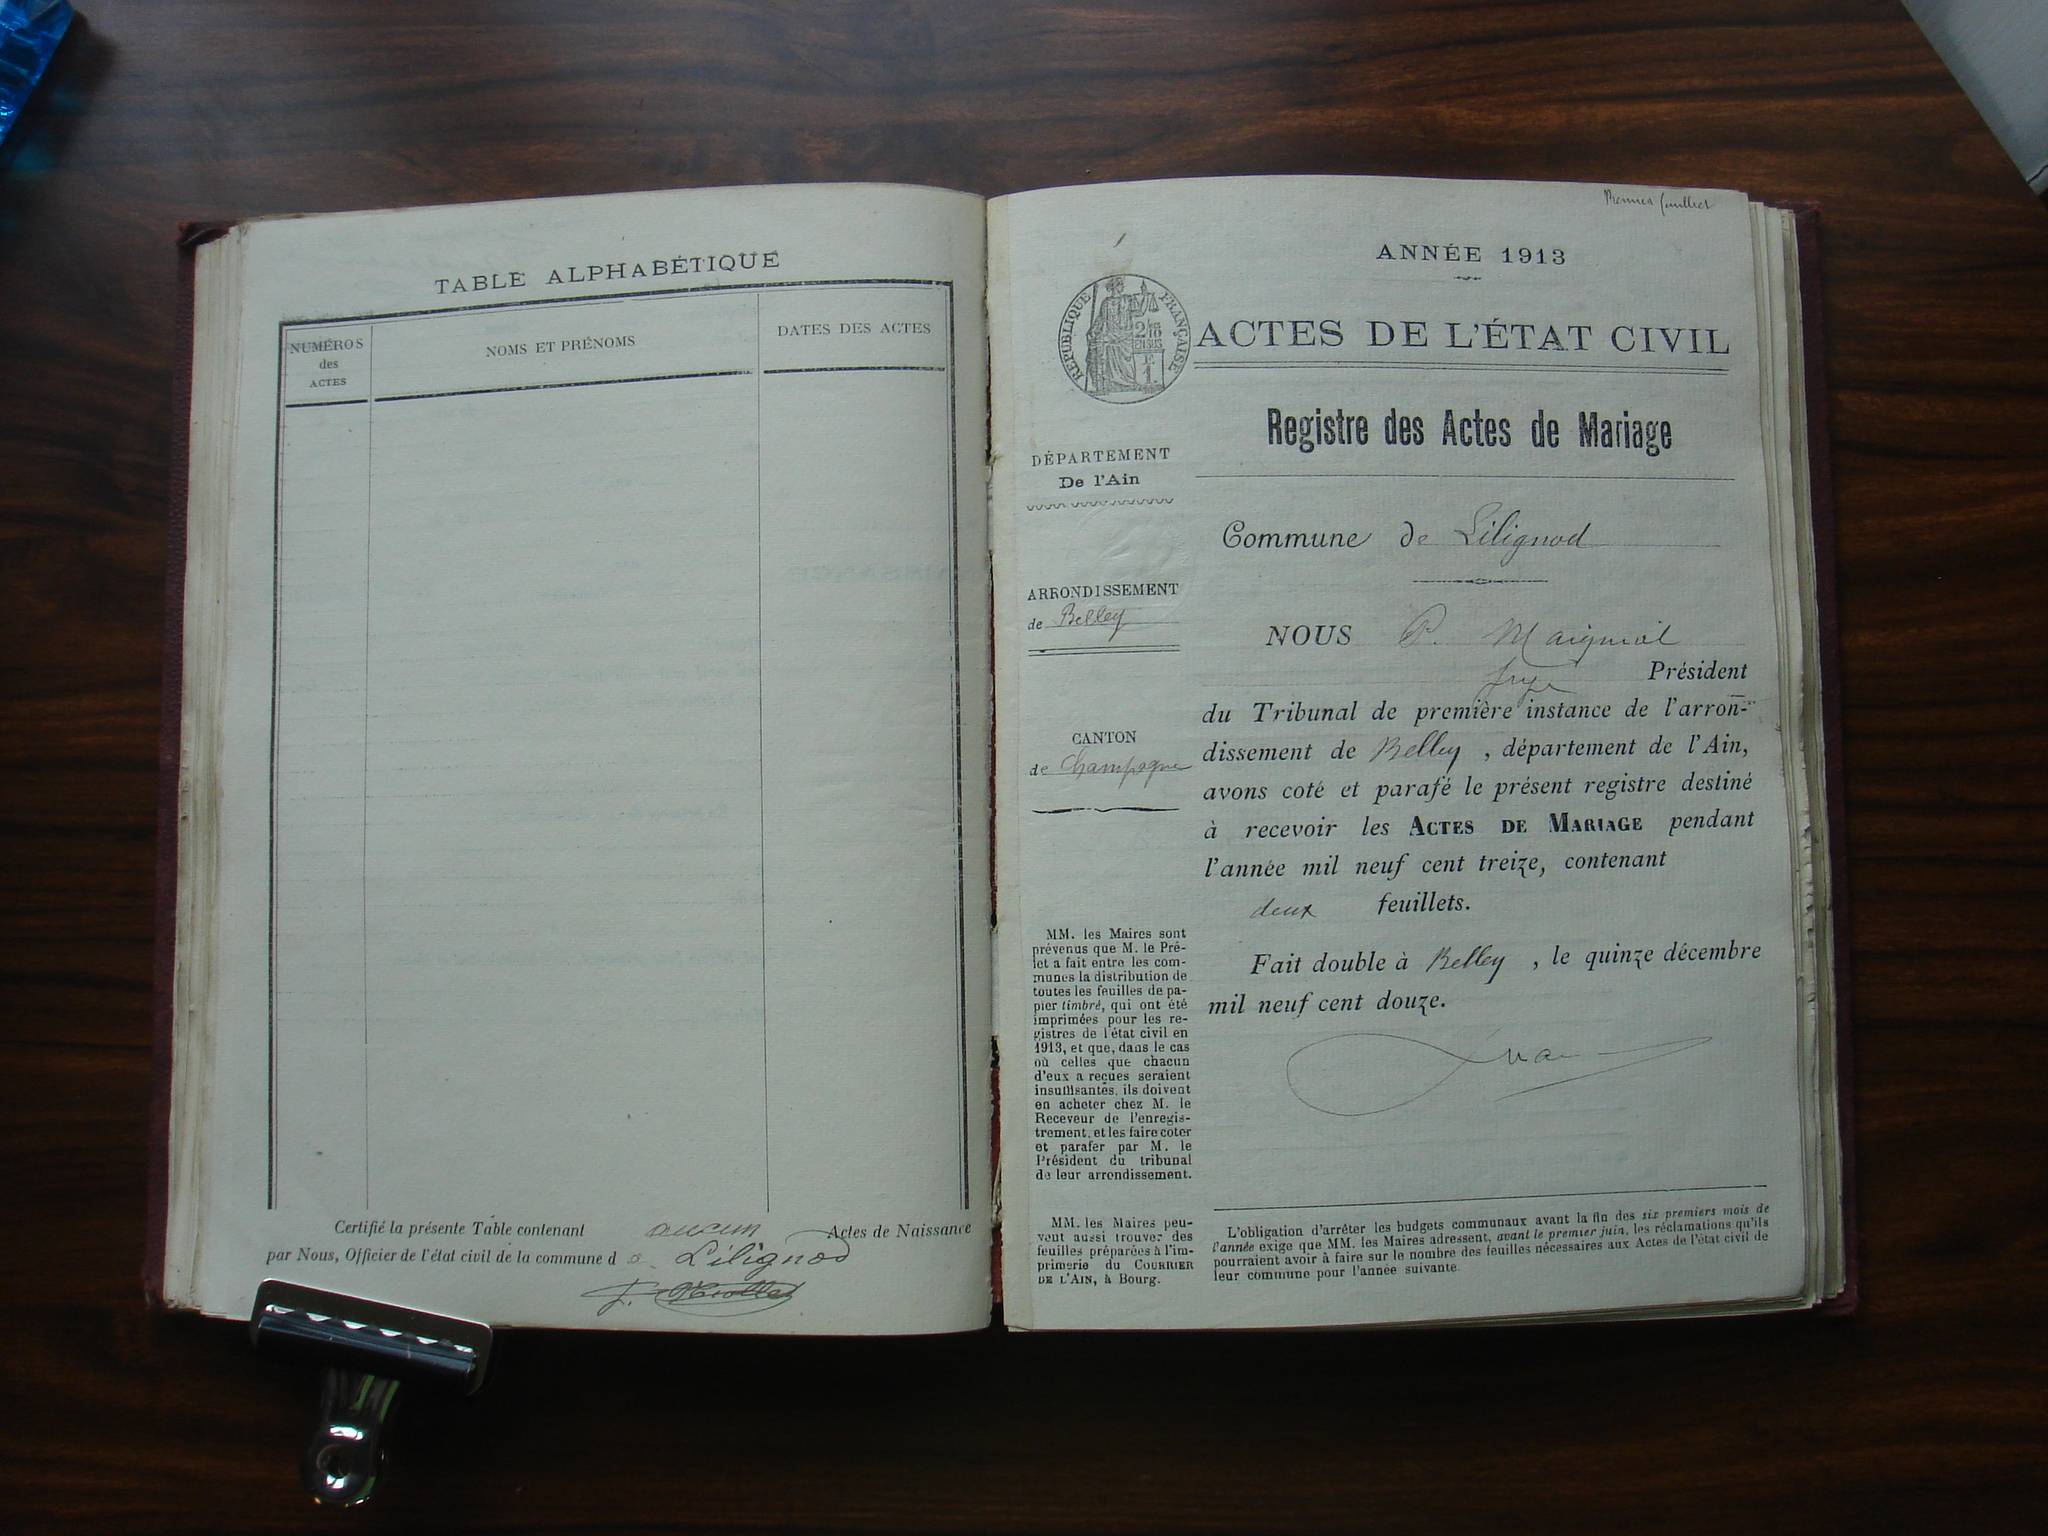 TABLE ALPHABÉTIQUE
NUMÉROS
des
ACTES
NOMS ET PRÉNOMS
DATES DES ACTES
Certifié la présente Table contenant aucun Actes de Naissance
par Nous, Officier de l'état civil de la commune d e Lilignod
Premier feuillet
ANNÉE 1913
RÉPUBLIQUE FRANÇAISE
2/10
EN SUS
ACTES DE L'ÉTAT CIVIL
Registre des Actes de Mariage
DÉPARTEMENT
De l'Ain
ARRONDISSEMENT
de Belley
CANTON
de Champagne
MM. les Maires sont
prévenus que M. le Pré-
fet a fait entre les com-
munes la distribution de
toutes les feuilles de pa-
pier timbré, qui ont été
imprimées pour les re-
gistres de l'état civil en
1913, et que, dans le cas
où celles que chacun
d'eux a reçues seraient
insuffisantes, ils doivent
en acheter chez M. le
Receveur de l'enregis-
trement, et les faire coter
et parafer par M. le
Président du tribunal
de leur arrondissement.
MM. les Maires peu-
vent aussi trouver des
feuilles préparées à l'im-
primerie du COURRIER
DE L'AIN, à Bourg.
Commune de Lilignod
NOUS P.
juge Président
du Tribunal de première instance de l'arron-
dissement de Belley, département de l'Ain,
avons coté et parafé le présent registre destiné
à recevoir les ACTES DE MARIAGE pendant
l'année mil neuf cent treize, contenant
deux feuillets.
Fait double à Belley, le quinze décembre
mil neuf cent douze.
L'obligation d'arrêter les budgets communaux avant la fin des six premiers mois de
l'année exige que MM. les Maires adressent, avant le premier juin, les réclamations qu'ils
pourraient avoir à faire sur le nombre des feuilles nécessaires aux Actes de l'état civil de
leur commune pour l'année suivante.